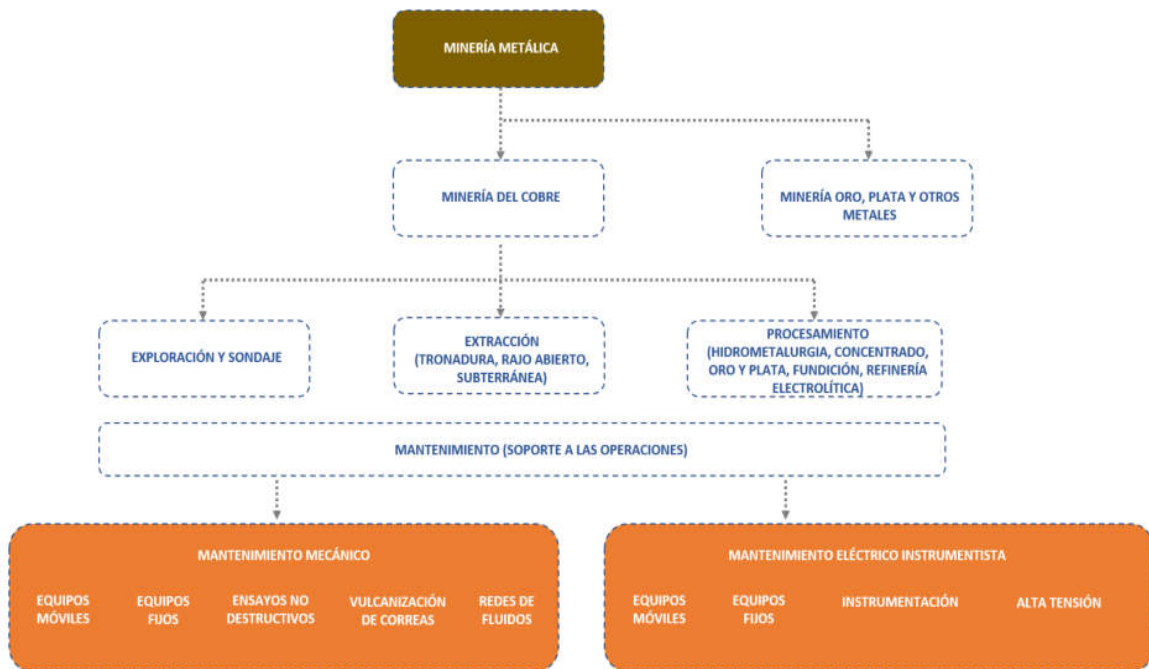 MINERÍA METÁLICA
MINERÍA DEL COBRE
MINERÍA ORO, PLATA Y OTROS
METALES
EXPLORACIÓN Y SONDAJE
EXTRACCIÓN
(TRONADURA, RAJO ABIERTO,
SUBTERRÁNEA)
PROCESAMIENTO
(HIDROMETALURGIA, CONCENTRADO,
ORO Y PLATA, FUNDICIÓN, REFINERÍA
ELECTROLÍTICA)
MANTENIMIENTO (SOPORTE A LAS OPERACIONES)
MANTENIMIENTO MECÁNICO
EQUIPOS
MÓVILES
EQUIPOS
FIJOS
ENSAYOS NO
DESTRUCTIVOS
VULCANIZACIÓN
DE CORREAS
REDES DE
FLUIDOS
MANTENIMIENTO ELÉCTRICO INSTRUMENTISTA
EQUIPOS
MÓVILES
EQUIPOS
FIJOS
INSTRUMENTACIÓN
ALTA TENSIÓN